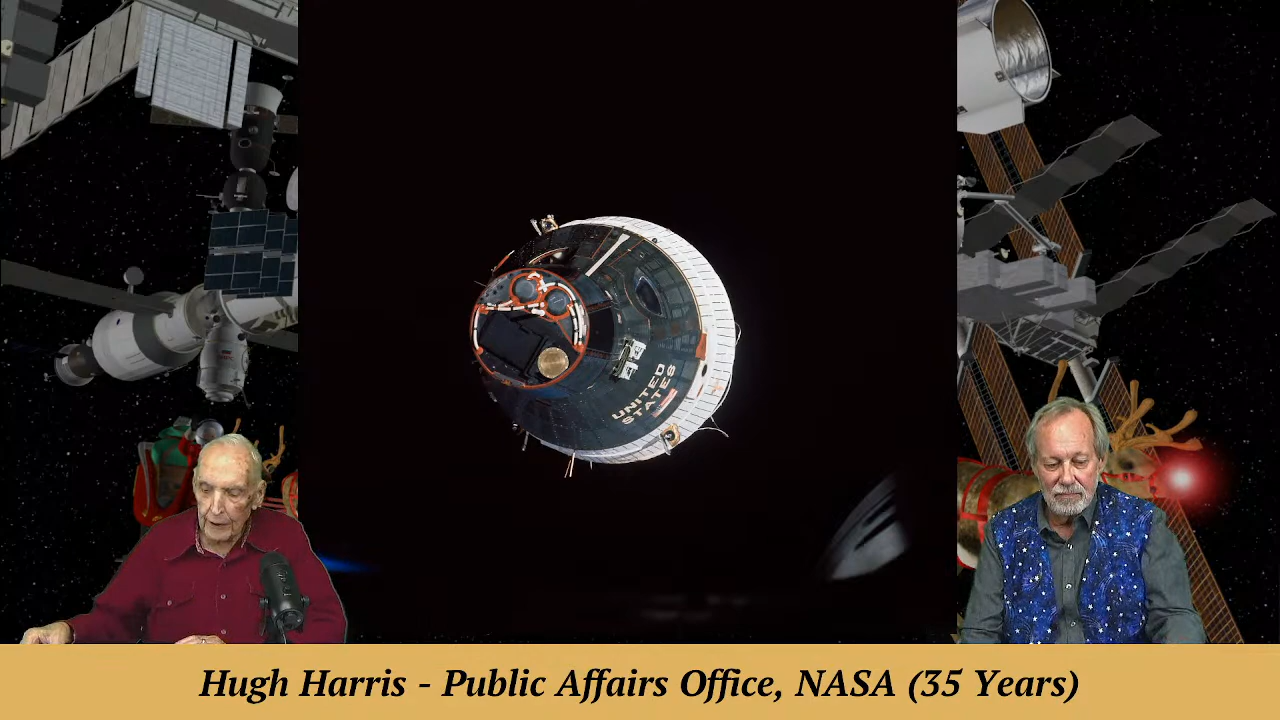 UNITED
STATES
Hugh Harris - Public Affairs Office, NASA (35 Years)